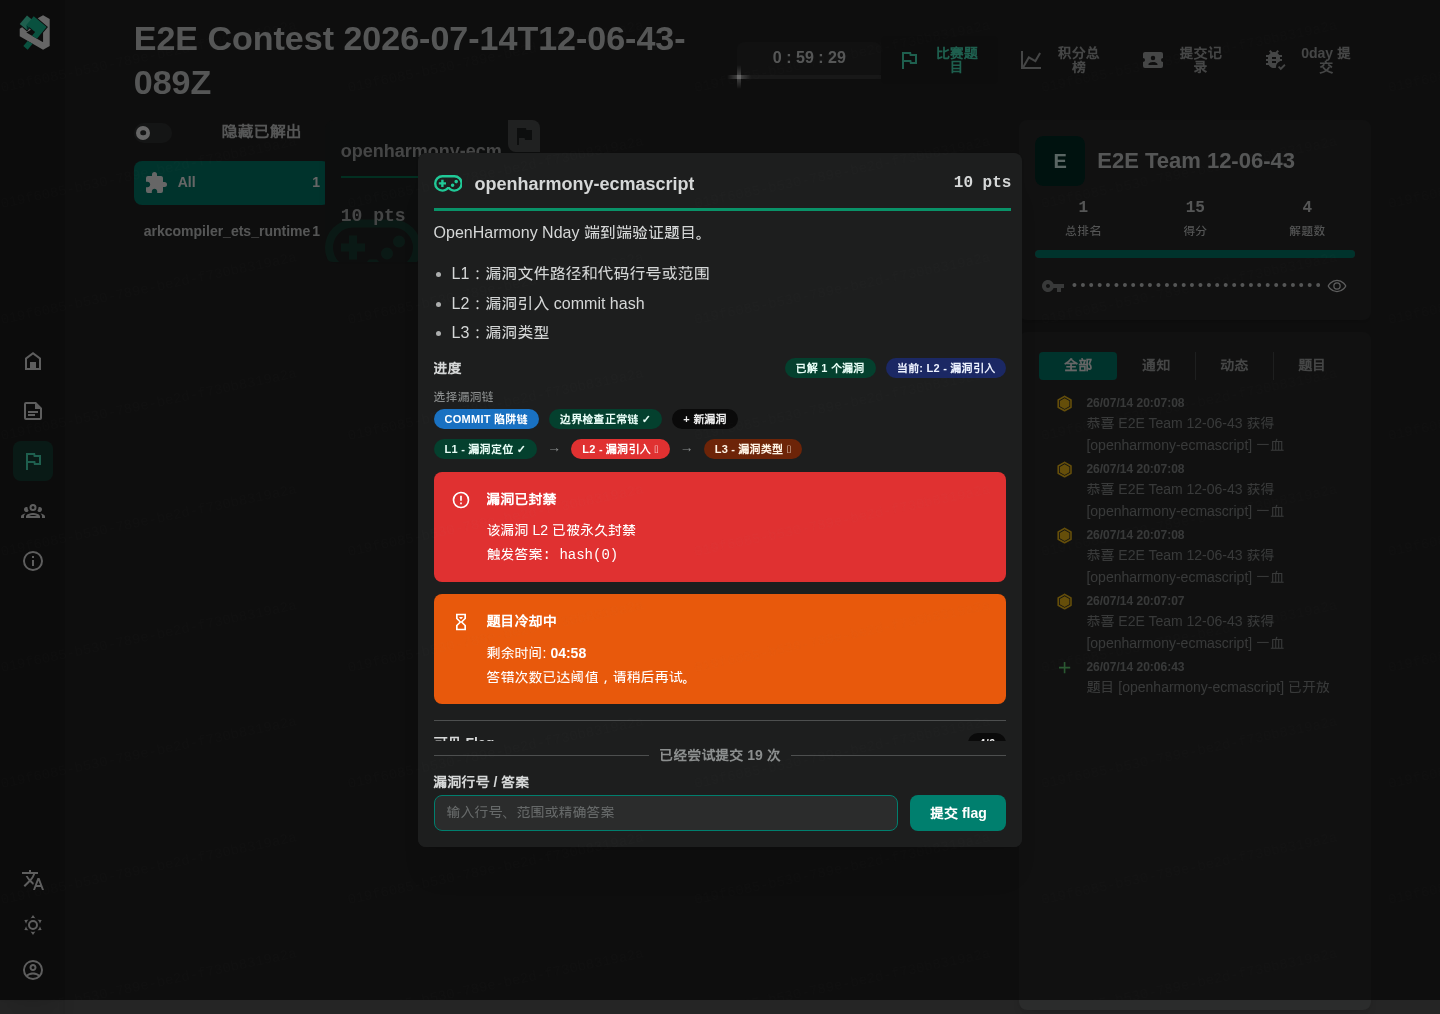 E2E Contest 2026-07-14T12-06-43-
089Z
0 : 59 : 29
比赛题
目
积分总
榜
提交记
录
0day 提
交
隐藏已解出
All 1
arkcompiler_ets_runtime 1
openharmony-ecm
10 pts
openharmony-ecmascript
10 pts
OpenHarmony Nday 端到端验证题目。
• L1：漏洞文件路径和代码行号或范围
• L2：漏洞引入 commit hash
• L3：漏洞类型
进度
已解 1 个漏洞
当前: L2 - 漏洞引入
选择漏洞链
COMMIT 陷阱链
边界检查正常链 ✓
+ 新漏洞
L1 - 漏洞定位 ✓ → L2 - 漏洞引入 → L3 - 漏洞类型
漏洞已封禁
该漏洞 L2 已被永久封禁
触发答案: hash(0)
题目冷却中
剩余时间: 04:58
答错次数已达阈值，请稍后再试。
已经尝试提交 19 次
漏洞行号 / 答案
输入行号、范围或精确答案
提交 flag
E
E2E Team 12-06-43
1
总排名
15
得分
4
解题数
全部
通知
动态
题目
26/07/14 20:07:08
恭喜 E2E Team 12-06-43 获得
[openharmony-ecmascript] 一血
26/07/14 20:07:08
恭喜 E2E Team 12-06-43 获得
[openharmony-ecmascript] 一血
26/07/14 20:07:08
恭喜 E2E Team 12-06-43 获得
[openharmony-ecmascript] 一血
26/07/14 20:07:07
恭喜 E2E Team 12-06-43 获得
[openharmony-ecmascript] 一血
26/07/14 20:06:43
题目 [openharmony-ecmascript] 已开放